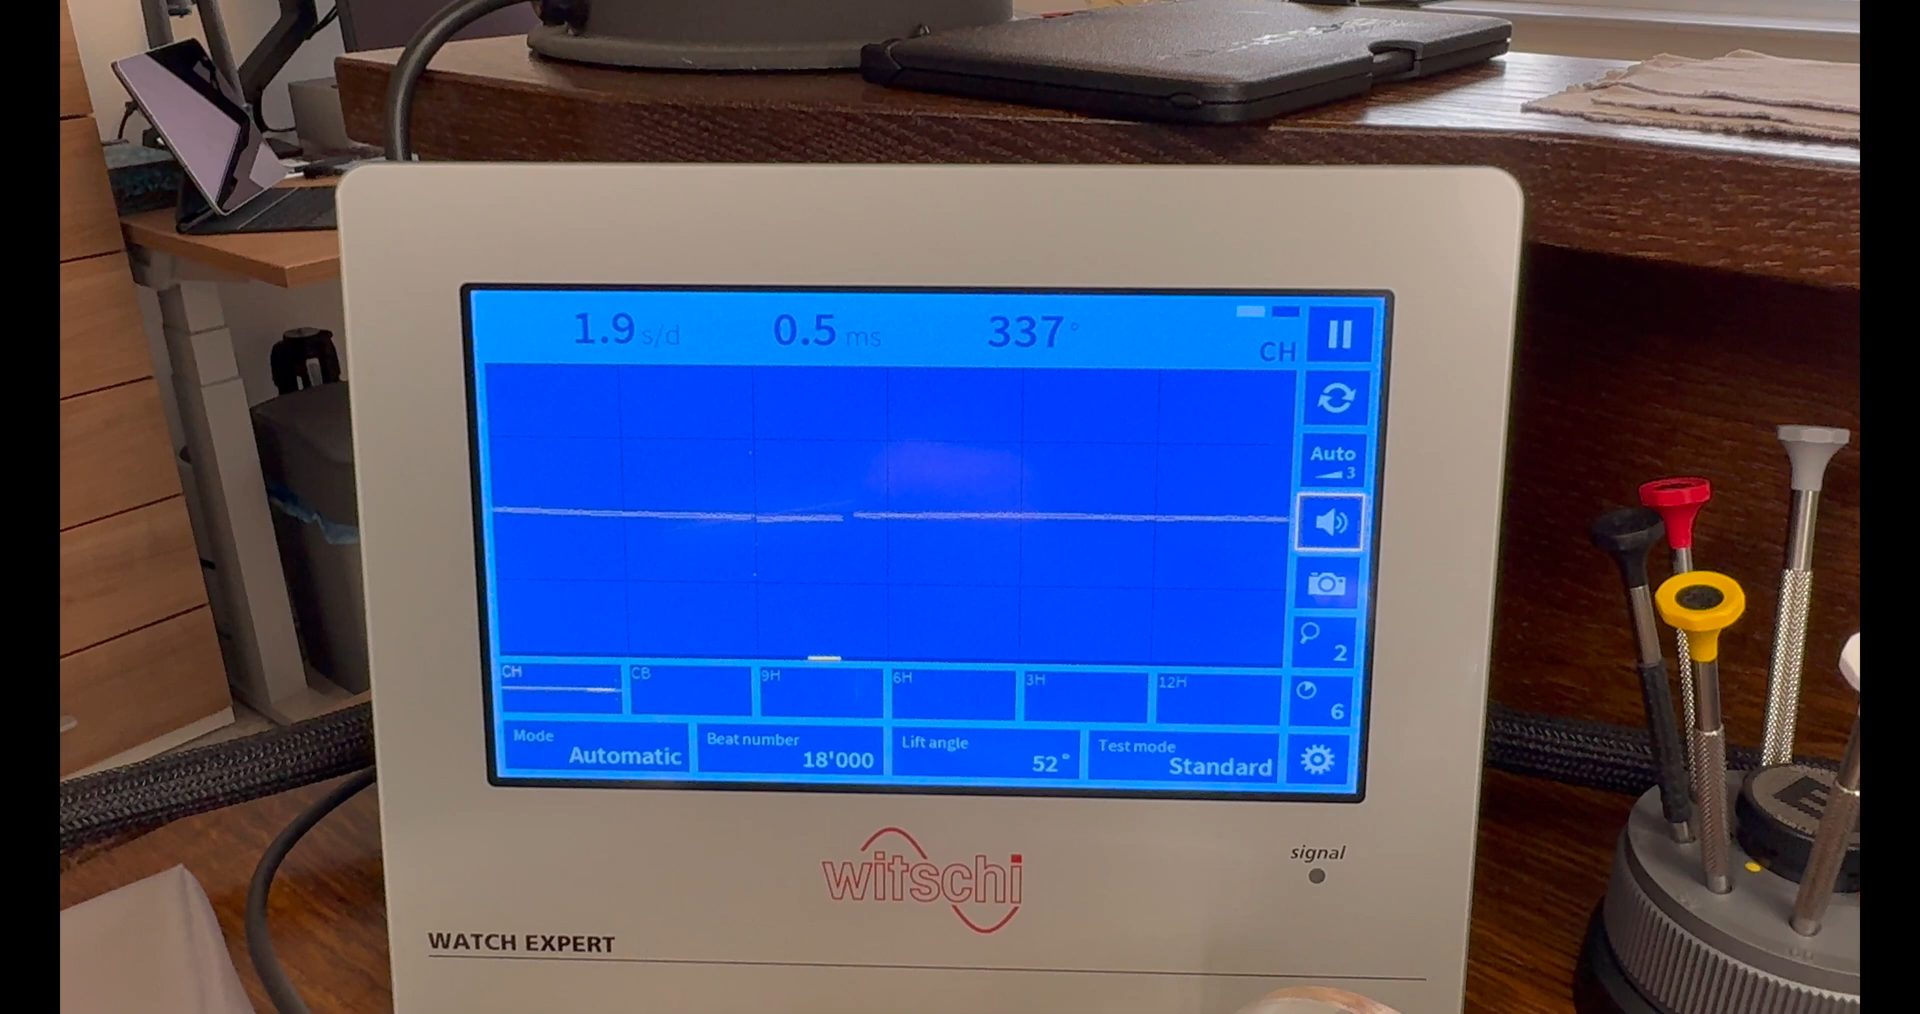 1.9 s/d 0.5 ms 337°
CH
Auto
3
2
CH CB 9H 6H 3H 12H
6
Mode Beat number Lift angle Test mode
Automatic 18'000 52° Standard
witschi
signal
WATCH EXPERT